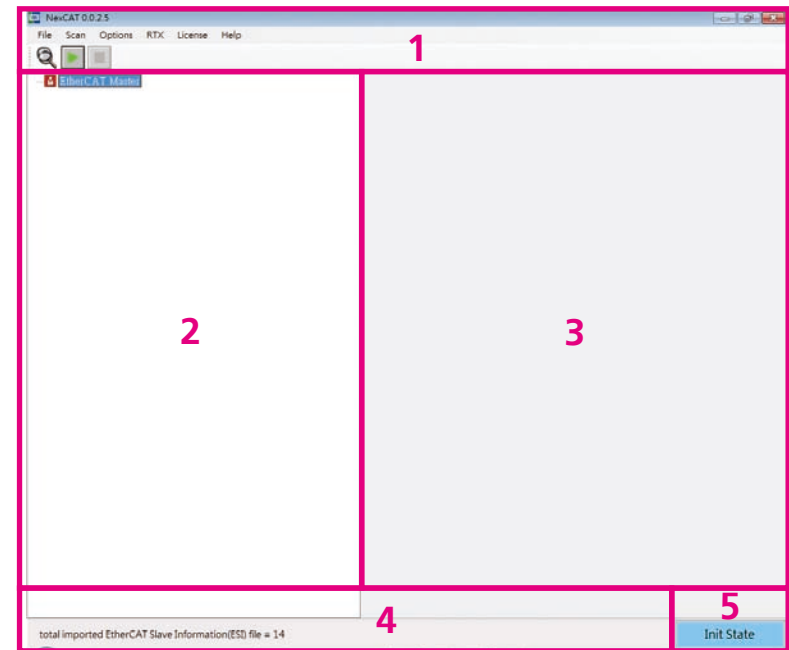 NexCAT 0.0.2.5
File Scan Options RTX License Help
1
EtherCAT Master
2
3
4
5
total imported EtherCAT Slave Information(ESI) file = 14
Init State